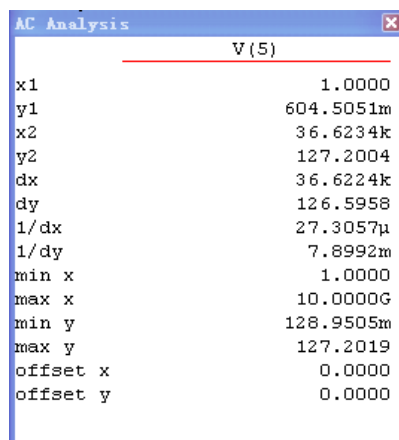 AC Analysis
V(5)
x1 1.0000
y1 604.5051m
x2 36.6234k
y2 127.2004
dx 36.6224k
dy 126.5958
1/dx 27.3057µ
1/dy 7.8992m
min x 1.0000
max x 10.0000G
min y 128.9505m
max y 127.2019
offset x 0.0000
offset y 0.0000